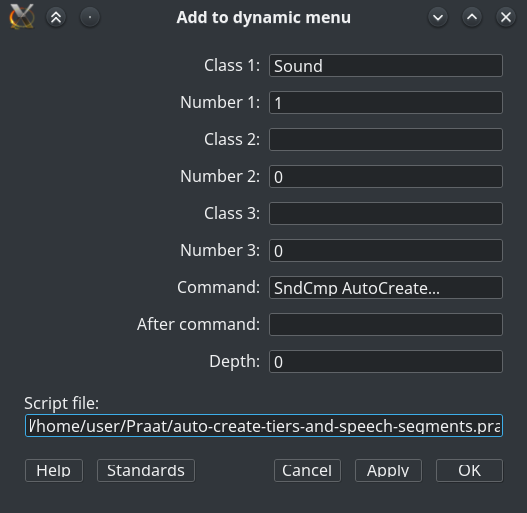 Add to dynamic menu
Class 1: Sound
Number 1: 1
Class 2:
Number 2: 0
Class 3:
Number 3: 0
Command: SndCmp AutoCreate...
After command:
Depth: 0
Script file:
/home/user/Praat/auto-create-tiers-and-speech-segments.pra
Help Standards Cancel Apply OK